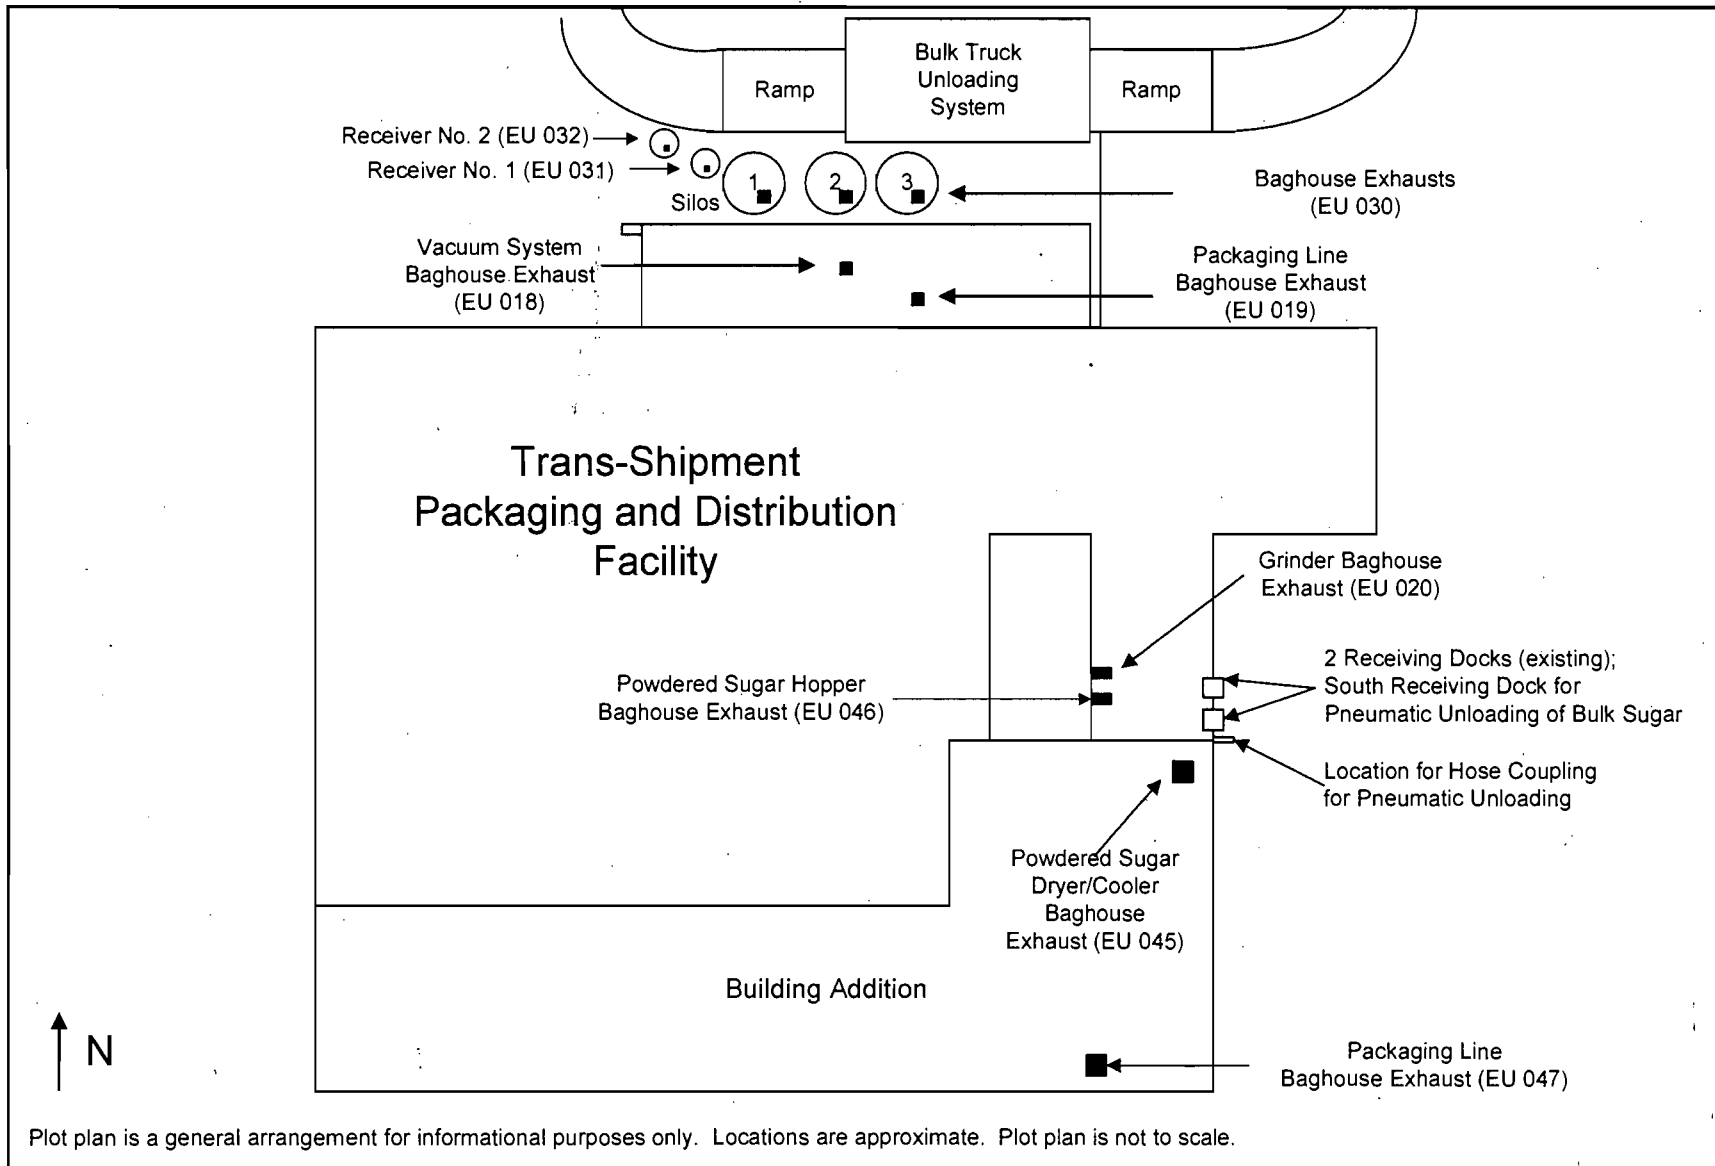 Bulk Truck
Unloading
System
Ramp
Ramp
Receiver No. 2 (EU 032)
Receiver No. 1 (EU 031)
1
2
3
Silos
Baghouse Exhausts
(EU 030)
Vacuum System
Baghouse Exhaust
(EU 018)
Packaging Line
Baghouse Exhaust
(EU 019)
Trans-Shipment
Packaging and Distribution
Facility
Grinder Baghouse
Exhaust (EU 020)
Powdered Sugar Hopper
Baghouse Exhaust (EU 046)
2 Receiving Docks (existing);
South Receiving Dock for
Pneumatic Unloading of Bulk Sugar
Location for Hose Coupling
for Pneumatic Unloading
Powdered Sugar
Dryer/Cooler
Baghouse
Exhaust (EU 045)
Building Addition
N
Packaging Line
Baghouse Exhaust (EU 047)
Plot plan is a general arrangement for informational purposes only. Locations are approximate. Plot plan is not to scale.